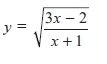 y = √((3x − 2)/(x + 1))